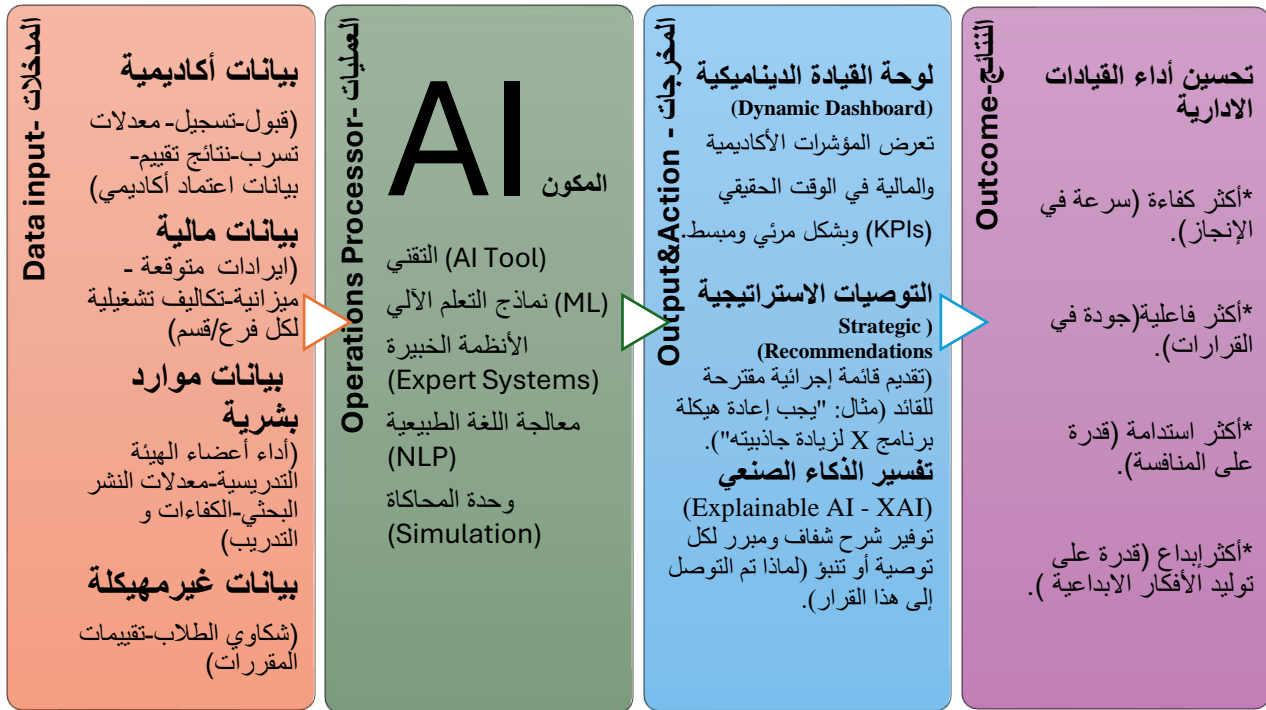 المدخلات -Data input
بيانات أكاديمية
(قبول-تسجيل- معدلات
تسرب-نتائج تقييم-
بيانات اعتماد أكاديمي)
بيانات مالية
(ايرادات متوقعة -
ميزانية-تكاليف تشغيلية
لكل فرع/قسم)
بيانات موارد
بشرية
(أداء أعضاء الهيئة
التدريسية-معدلات النشر
البحثي-الكفاءات و
التدريب)
بيانات غيرمهيكلة
(شكاوي الطلاب-تقييمات
المقررات)
العمليات -Operations Processor
AI
المكون
التقني (AI Tool)
نماذج التعلم الآلي (ML)
الأنظمة الخبيرة
(Expert Systems)
معالجة اللغة الطبيعية
(NLP)
وحدة المحاكاة
(Simulation)
المخرجات - Output&Action
لوحة القيادة الديناميكية
(Dynamic Dashboard)
تعرض المؤشرات الأكاديمية
والمالية في الوقت الحقيقي
(KPIs) وبشكل مرئي ومبسط.
التوصيات الاستراتيجية
Strategic )
(Recommendations
(تقديم قائمة إجرائية مقترحة
للقائد (مثال: "يجب إعادة هيكلة
برنامج X لزيادة جاذبيته").
تفسير الذكاء الصنعي
(Explainable AI - XAI)
توفير شرح شفاف ومبرر لكل
توصية أو تنبؤ (لماذا تم التوصل
إلى هذا القرار).
النتائج-Outcome
تحسين أداء القيادات
الادارية
*أكثر كفاءة (سرعة في
الإنجاز).
*أكثر فاعلية(جودة في
القرارات).
*أكثر استدامة (قدرة
على المنافسة).
*أكثرإبداع (قدرة على
توليد الأفكار الابداعية ).